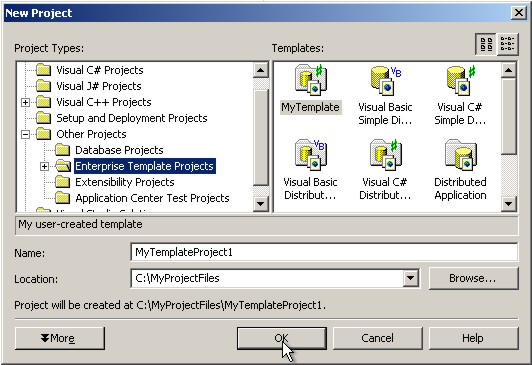 New Project
Project Types:
Templates:
Visual C# Projects
Visual J# Projects
Visual C++ Projects
Setup and Deployment Projects
Other Projects
Database Projects
Enterprise Template Projects
Extensibility Projects
Application Center Test Projects
MyTemplate
Visual Basic
Simple Di...
Visual C#
Simple D...
Visual Basic
Distribut...
Visual C#
Distribut...
Distributed
Application
My user-created template
Name:
MyTemplateProject1
Location:
C:\MyProjectFiles
Browse...
Project will be created at C:\MyProjectFiles\MyTemplateProject1.
More
OK
Cancel
Help